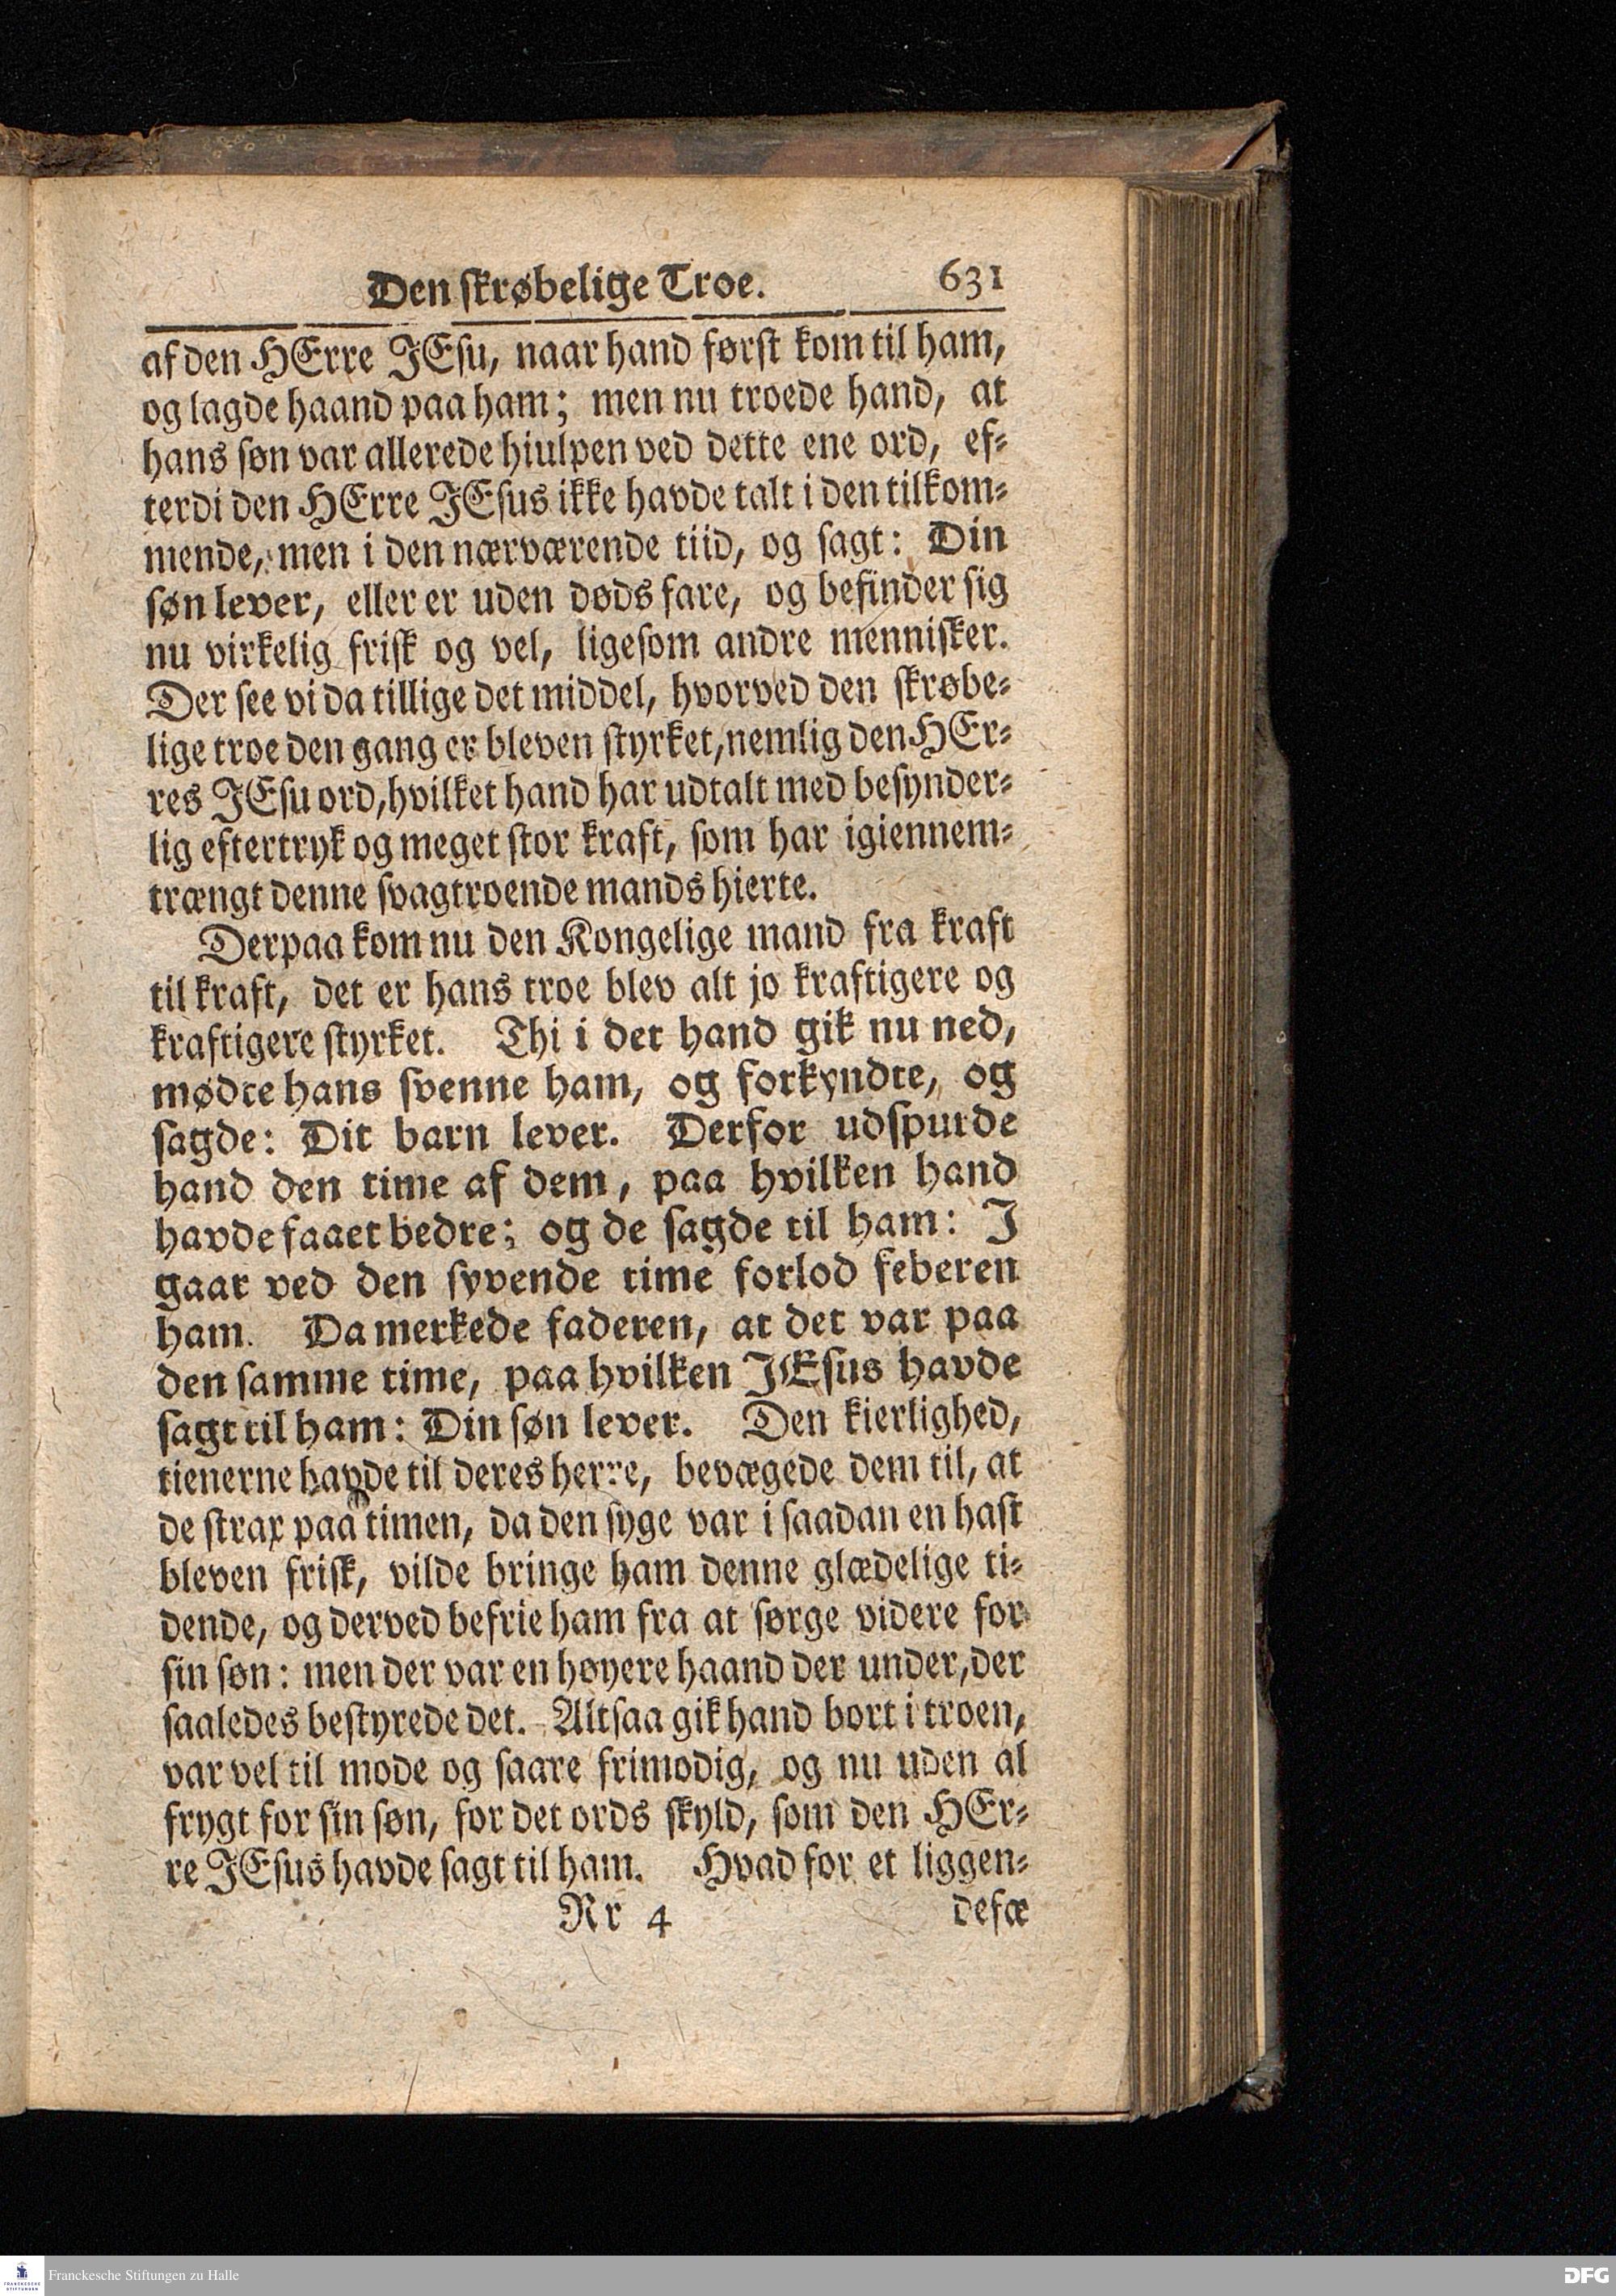 Den skrøbelige Troe. 631
af den HErre JEsu, naar hand først kom til ham,
og lagde haand paa ham; men nu troede hand, at
hans søn var allerede hiulpen ved dette ene ord, ef-
terdi den HErre JEsus ikke havde talt i den tilkom-
mende, men i den nærværende tiid, og sagt: Din
søn lever, eller er uden døds fare, og befinder sig
nu virkelig frisk og vel, ligesom andre mennisker.
Der see vi da tillige det middel, hvorved den skrøbe-
lige troe den gang er bleven styrket, nemlig den HEr-
res JEsu ord, hvilket hand har udtalt med besynder-
lig eftertryk og meget stor kraft, som har igiennem-
trængt denne svagtroende mands hierte.
Derpaa kom nu den Kongelige mand fra kraft
til kraft, det er hans troe blev alt jo kraftigere og
kraftigere styrket. Thi i det hand gik nu ned,
mødte hans svenne ham, og forkyndte, og
sagde: Dit barn lever. Derfor udspurde
hand den time af dem, paa hvilken hand
havde faaet bedre; og de sagde til ham: J
gaar ved den syvende time forlod feberen
ham. Da merkede faderen, at det var paa
den samme time, paa hvilken JEsus havde
sagt til ham: Din søn lever. Den kierlighed,
tienerne havde til deres herre, bevægede dem til, at
de strax paa timen, da den syge var i saadan en hast
bleven frisk, vilde bringe ham denne glædelige ti-
dende, og derved befrie ham fra at sørge videre for
sin søn: men der var en høyere haand der under, der
saaledes bestyrede det. Altsaa gik hand bort i troen,
var vel til mode og saare frimodig, og nu uden al
frygt for sin søn, for det ords skyld, som den HEr-
re JEsus havde sagt til ham. Hvad for et liggen-
Rr 4 defæ
FRANCKESCHE STIFTUNGEN
Franckesche Stiftungen zu Halle
DFG